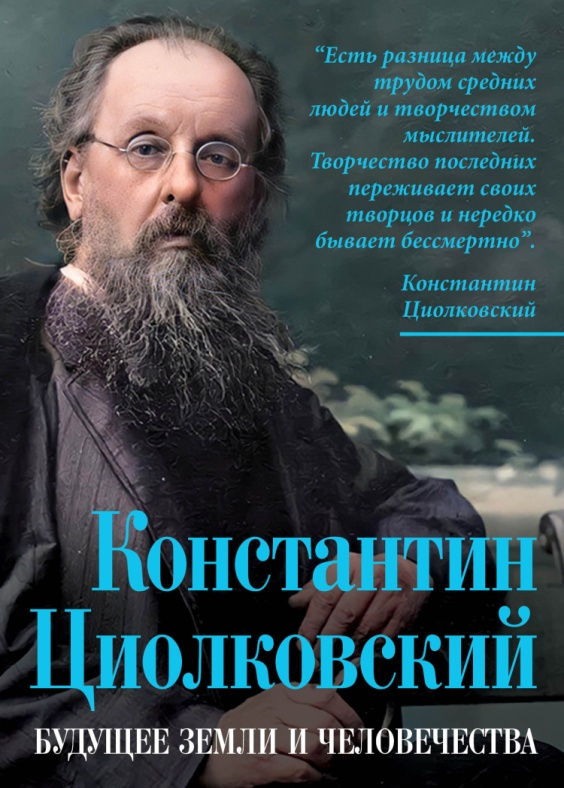 “Есть разница между
трудом средних
людей и творчеством
мыслителей.
Творчество последних
переживает своих
творцов и нередко
бывает бессмертно”.
Константин
Циолковский
Константин
Циолковский
БУДУЩЕЕ ЗЕМЛИ И ЧЕЛОВЕЧЕСТВА